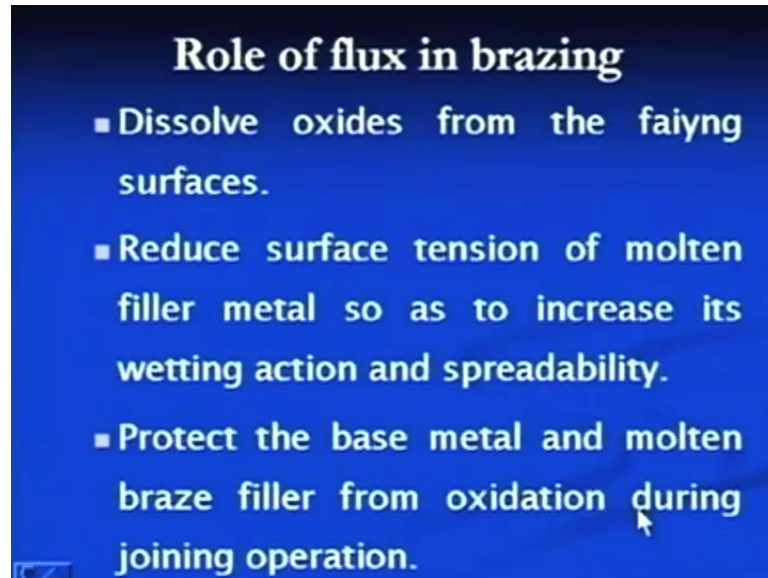 Role of flux in brazing
▪ Dissolve oxides from the faiyng
surfaces.
▪ Reduce surface tension of molten
filler metal so as to increase its
wetting action and spreadability.
▪ Protect the base metal and molten
braze filler from oxidation during
joining operation.